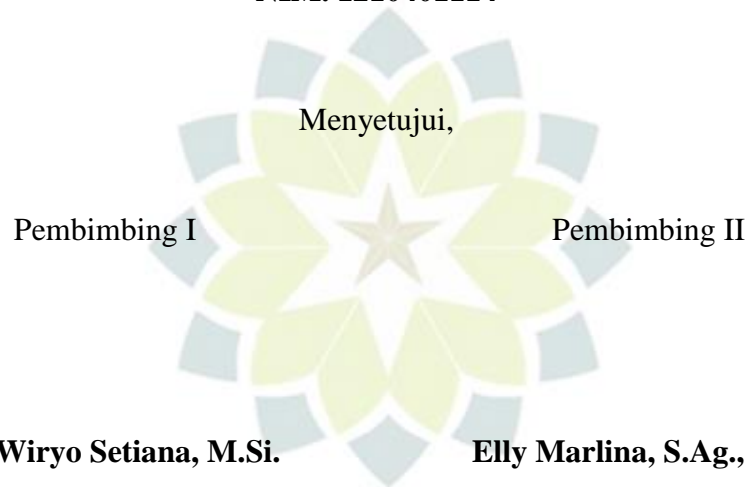 Menyetujui,
Pembimbing I Pembimbing II
Wiryo Setiana, M.Si. Elly Marlina, S.Ag.,